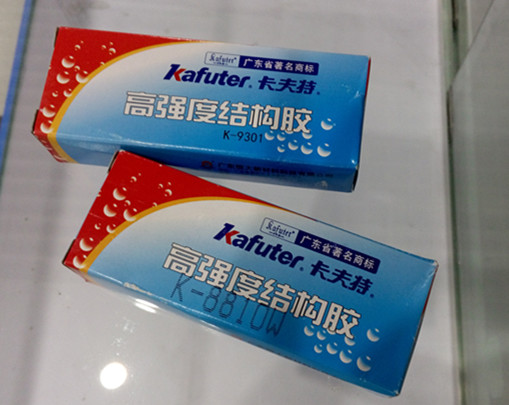 Kafuter
广东省著名商标
Kafuter 卡夫特
高强度结构胶
K-9301
Kafuter
广东省著名商标
Kafuter 卡夫特
高强度结构胶
K-8810W